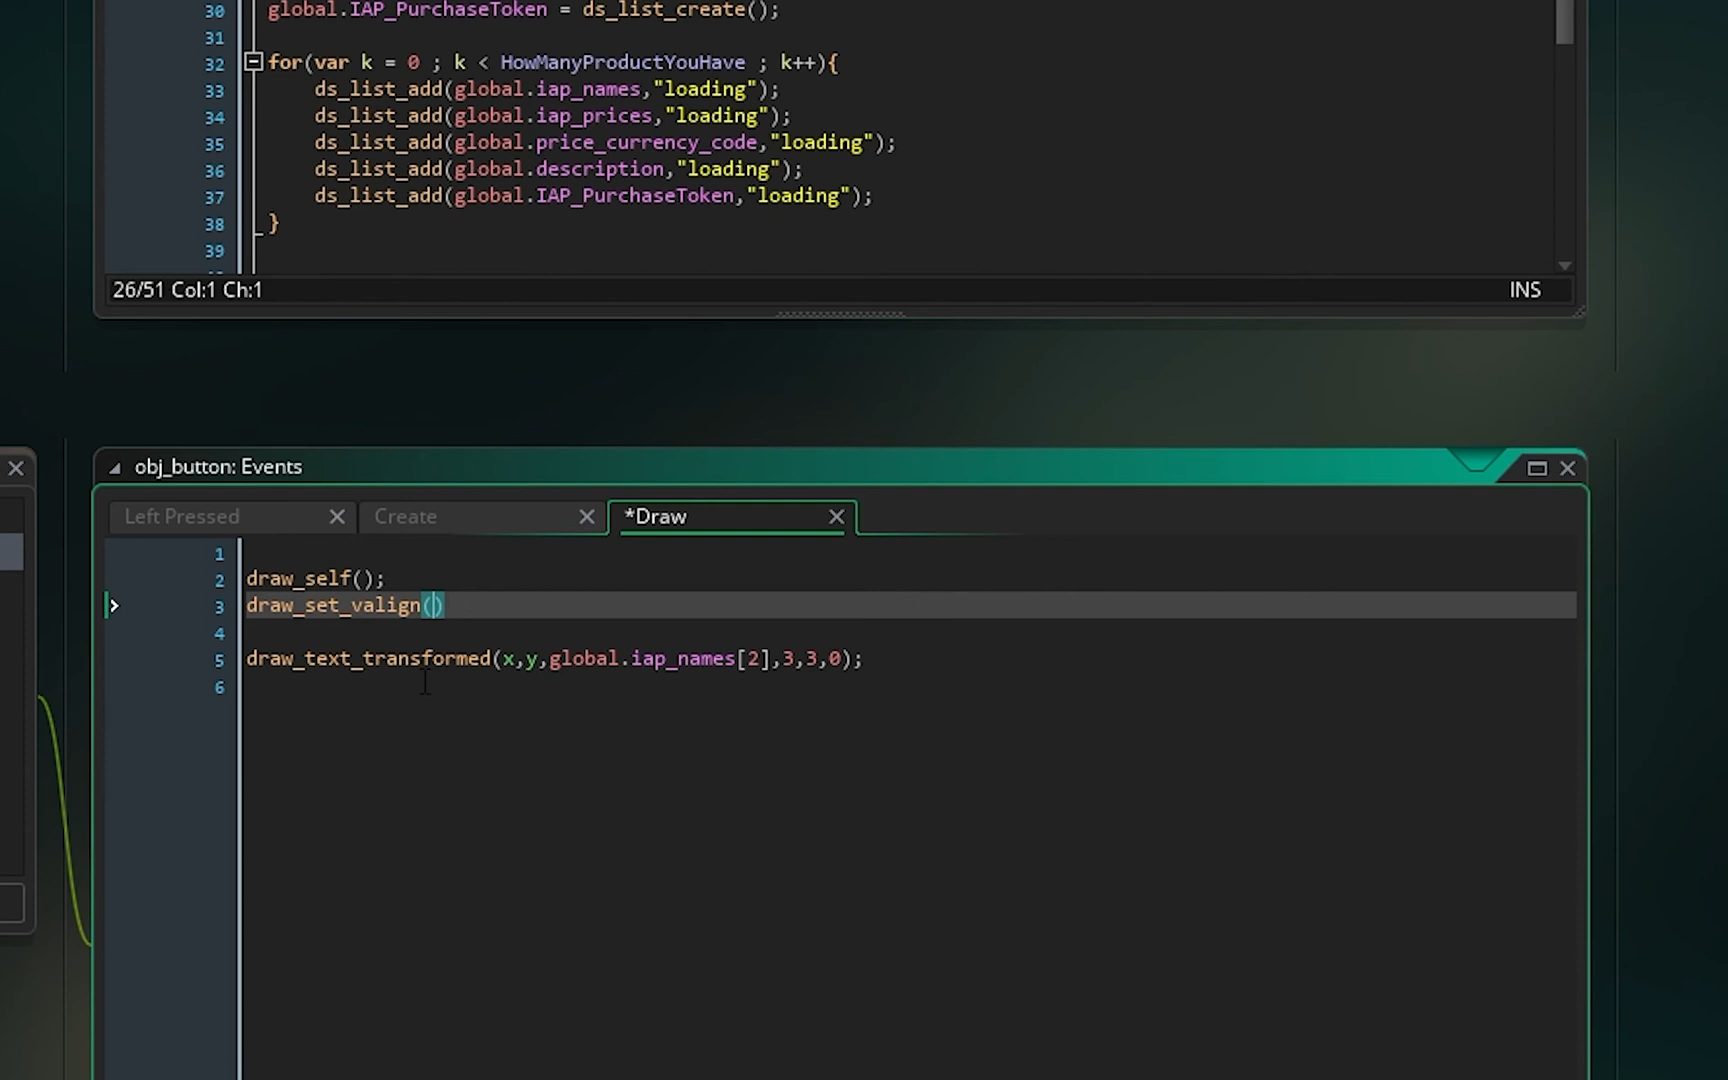 30 global.IAP_PurchaseToken = ds_list_create();
31
32 for(var k = 0 ; k < HowManyProductYouHave ; k++){
33 ds_list_add(global.iap_names,"loading");
34 ds_list_add(global.iap_prices,"loading");
35 ds_list_add(global.price_currency_code,"loading");
36 ds_list_add(global.description,"loading");
37 ds_list_add(global.IAP_PurchaseToken,"loading");
38 }
39
26/51 Col:1 Ch:1 INS
obj_button: Events
Left Pressed Create *Draw
1
2 draw_self();
3 draw_set_valign()
4
5 draw_text_transformed(x,y,global.iap_names[2],3,3,0);
6